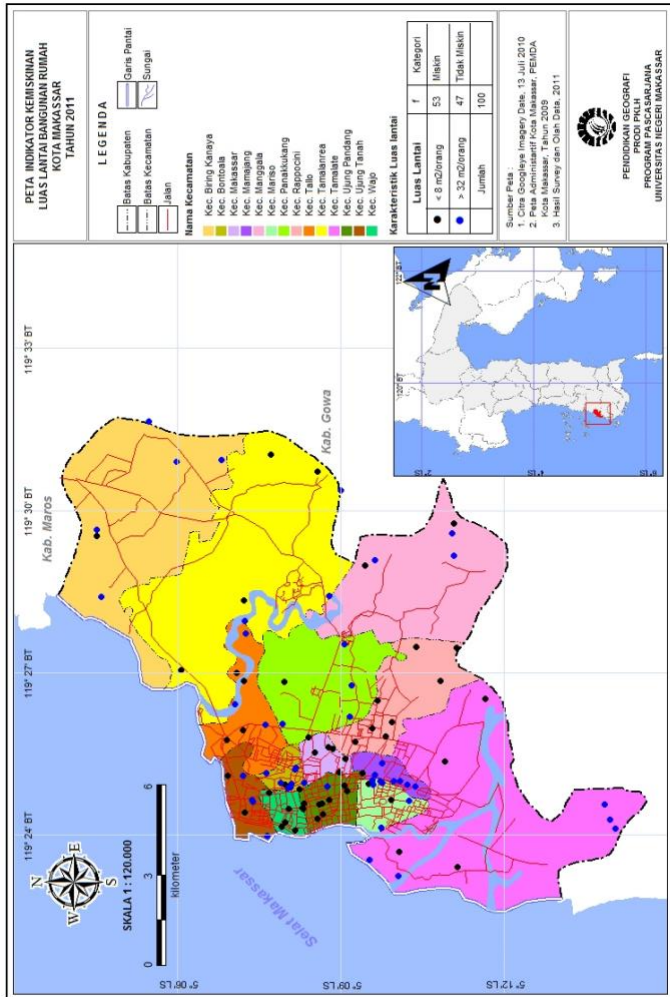 PETA INDIKATOR KEMISKINAN
LUAS LANTAI BANGUNAN RUMAH
KOTA MAKASSAR
TAHUN 2011
L E G E N D A
Batas Kabupaten
Garis Pantai
Batas Kecamatan
Sungai
Jalan
Nama Kecamatan
Kec. Biring Kanaya
Kec. Bontoala
Kec. Makassar
Kec. Mamajang
Kec. Manggala
Kec. Mariso
Kec. Panakkukang
Kec. Rappocini
Kec. Tallo
Kec. Tamalanrea
Kec. Tamalate
Kec. Ujung Pandang
Kec. Ujung Tanah
Kec. Wajo
Karakteristik Luas lantai
Luas Lantai f Kategori
< 8 m2/orang 53 Miskin
> 32 m2/orang 47 Tidak Miskin
Jumlah 100
Sumber Peta :
1. Citra Googleye Imagery Date, 13 Juli 2010
2. Peta Administatif Kota Makassar, PEMDA
Kota Makassar, Tahun 2009
3. Hasil Survey dan Olah Data, 2011
PENDIDIKAN GEOGRAFI
PRODI PKLH
PROGRAM PASCASARJANA
UNIVERSITAS NEGERI MAKASSAR
119° 24' BT
119° 27' BT
119° 30' BT
119° 33' BT
5° 06' LS
5° 09' LS
5° 12' LS
N
E
S
W
SKALA 1 : 120.000
0 3 6
kilometer
Selat Makassar
Kab. Maros
Kab. Gowa
N
120° BT